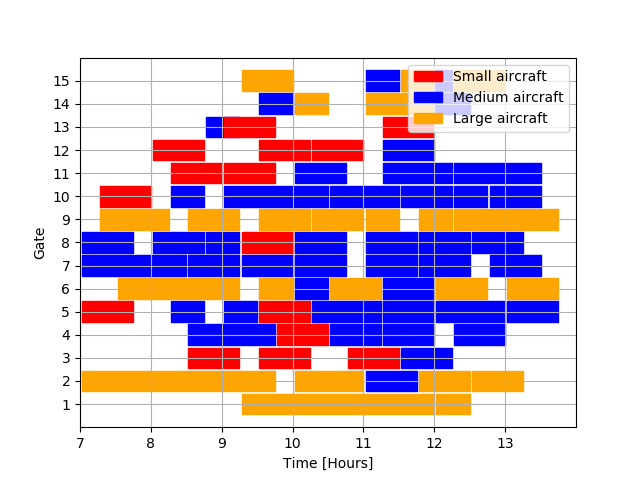 Small aircraft
Medium aircraft
Large aircraft
15
14
13
12
11
10
9
8
7
6
5
4
3
2
1
Gate
7 8 9 10 11 12 13
Time [Hours]